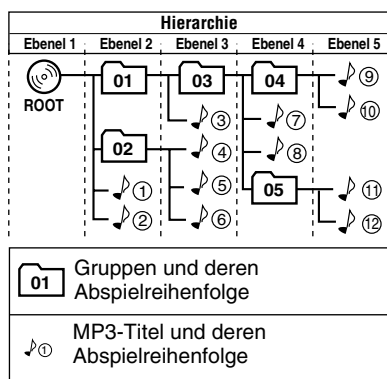 Hierarchie
Ebenel 1 Ebenel 2 Ebenel 3 Ebenel 4 Ebenel 5
01 03 04 ⑨
ROOT ③ ⑦ ⑩
02 ④ ⑧
① ⑤ 05 ⑪
② ⑥ ⑫
01 Gruppen und deren
Abspielreihenfolge
① MP3-Titel und deren
Abspielreihenfolge